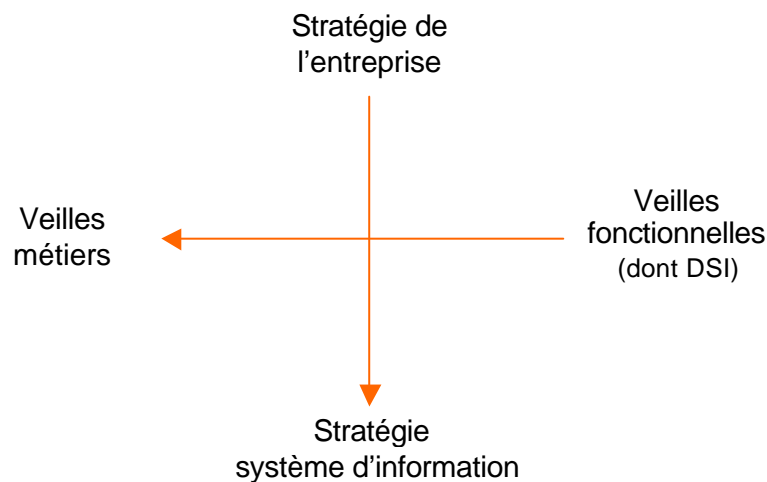 Stratégie de
l'entreprise
Veilles
métiers
Veilles
fonctionnelles
(dont DSI)
Stratégie
système d'information